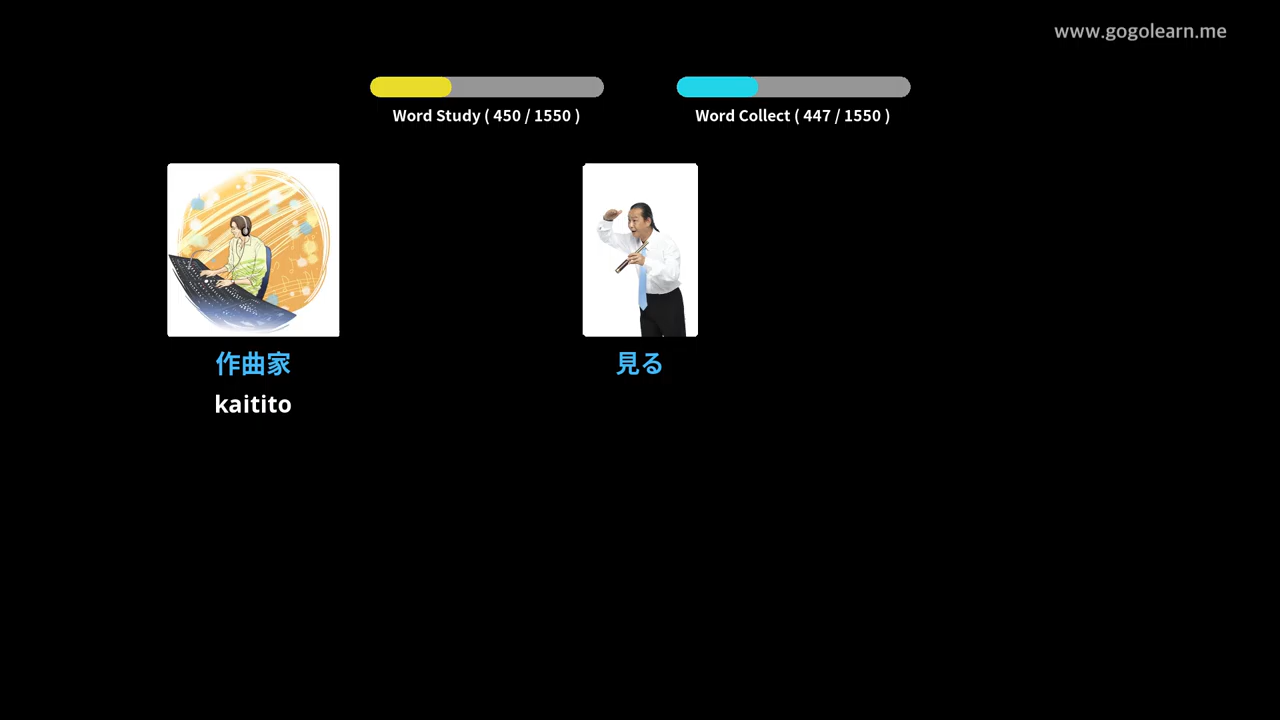 www.gogolearn.me
Word Study ( 450 / 1550 )
Word Collect ( 447 / 1550 )
作曲家
kaitito
見る